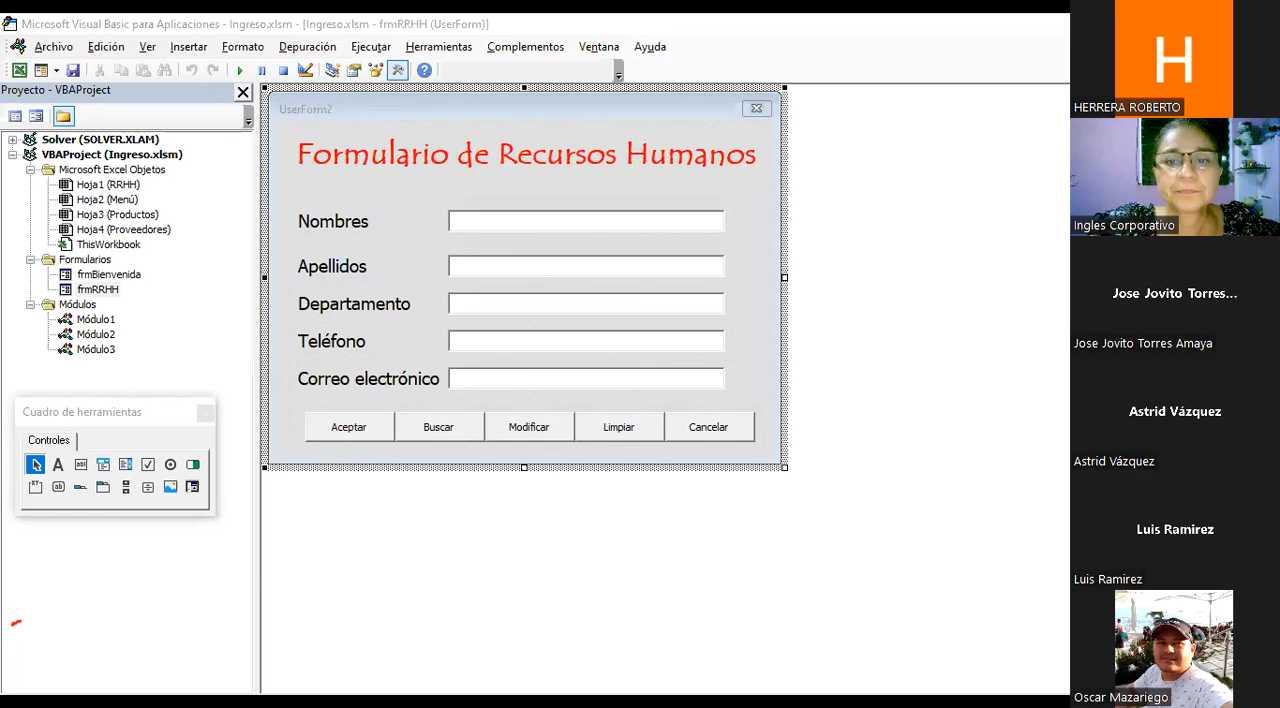 Microsoft Visual Basic para Aplicaciones - Ingreso.xlsm - [Ingreso.xlsm - frmRRHH (UserForm)]
Archivo Edición Ver Insertar Formato Depuración Ejecutar Herramientas Complementos Ventana Ayuda
Proyecto - VBAProject
Solver (SOLVER.XLAM)
VBAProject (Ingreso.xlsm)
Microsoft Excel Objetos
Hoja1 (RRHH)
Hoja2 (Menú)
Hoja3 (Productos)
Hoja4 (Proveedores)
ThisWorkbook
Formularios
frmBienvenida
frmRRHH
Módulos
Módulo1
Módulo2
Módulo3
Cuadro de herramientas
Controles
UserForm2
Formulario de Recursos Humanos
Nombres
Apellidos
Departamento
Teléfono
Correo electrónico
Aceptar Buscar Modificar Limpiar Cancelar
H
HERRERA ROBERTO
Ingles Corporativo
Jose Jovito Torres...
Jose Jovito Torres Amaya
Astrid Vázquez
Astrid Vázquez
Luis Ramirez
Luis Ramirez
Oscar Mazariego